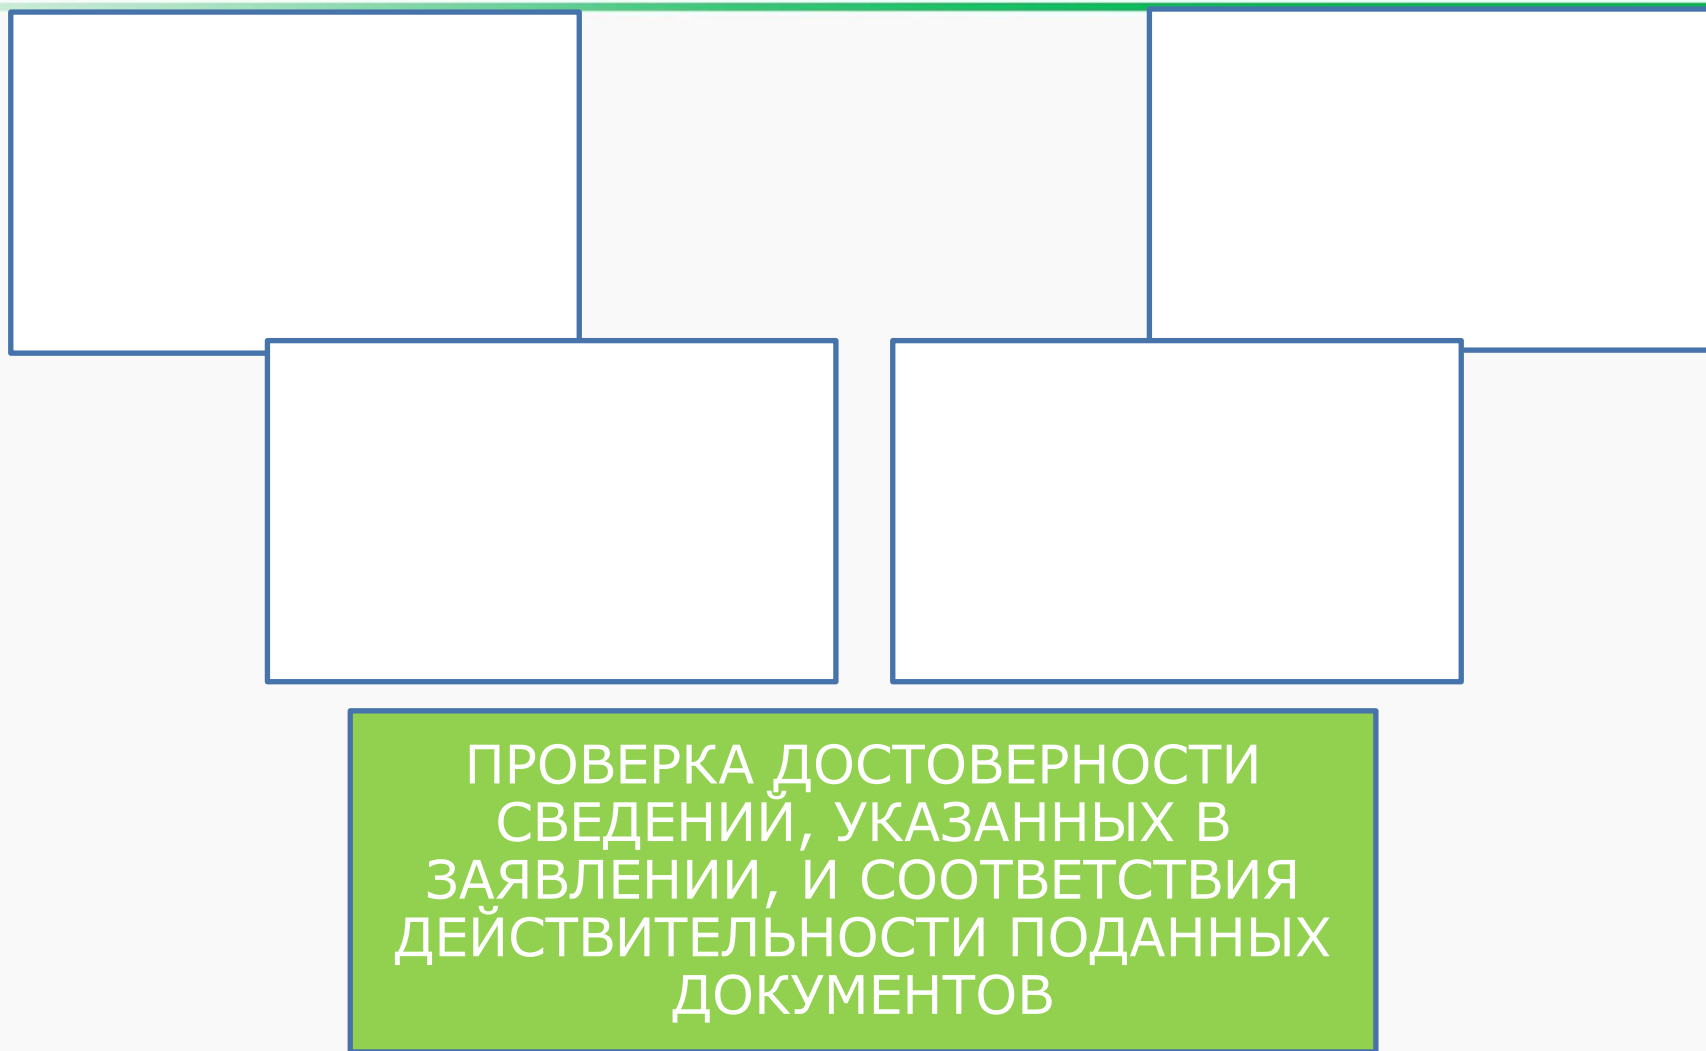 ПРОВЕРКА ДОСТОВЕРНОСТИ
СВЕДЕНИЙ, УКАЗАННЫХ В
ЗАЯВЛЕНИИ, И СООТВЕТСТВИЯ
ДЕЙСТВИТЕЛЬНОСТИ ПОДАННЫХ
ДОКУМЕНТОВ